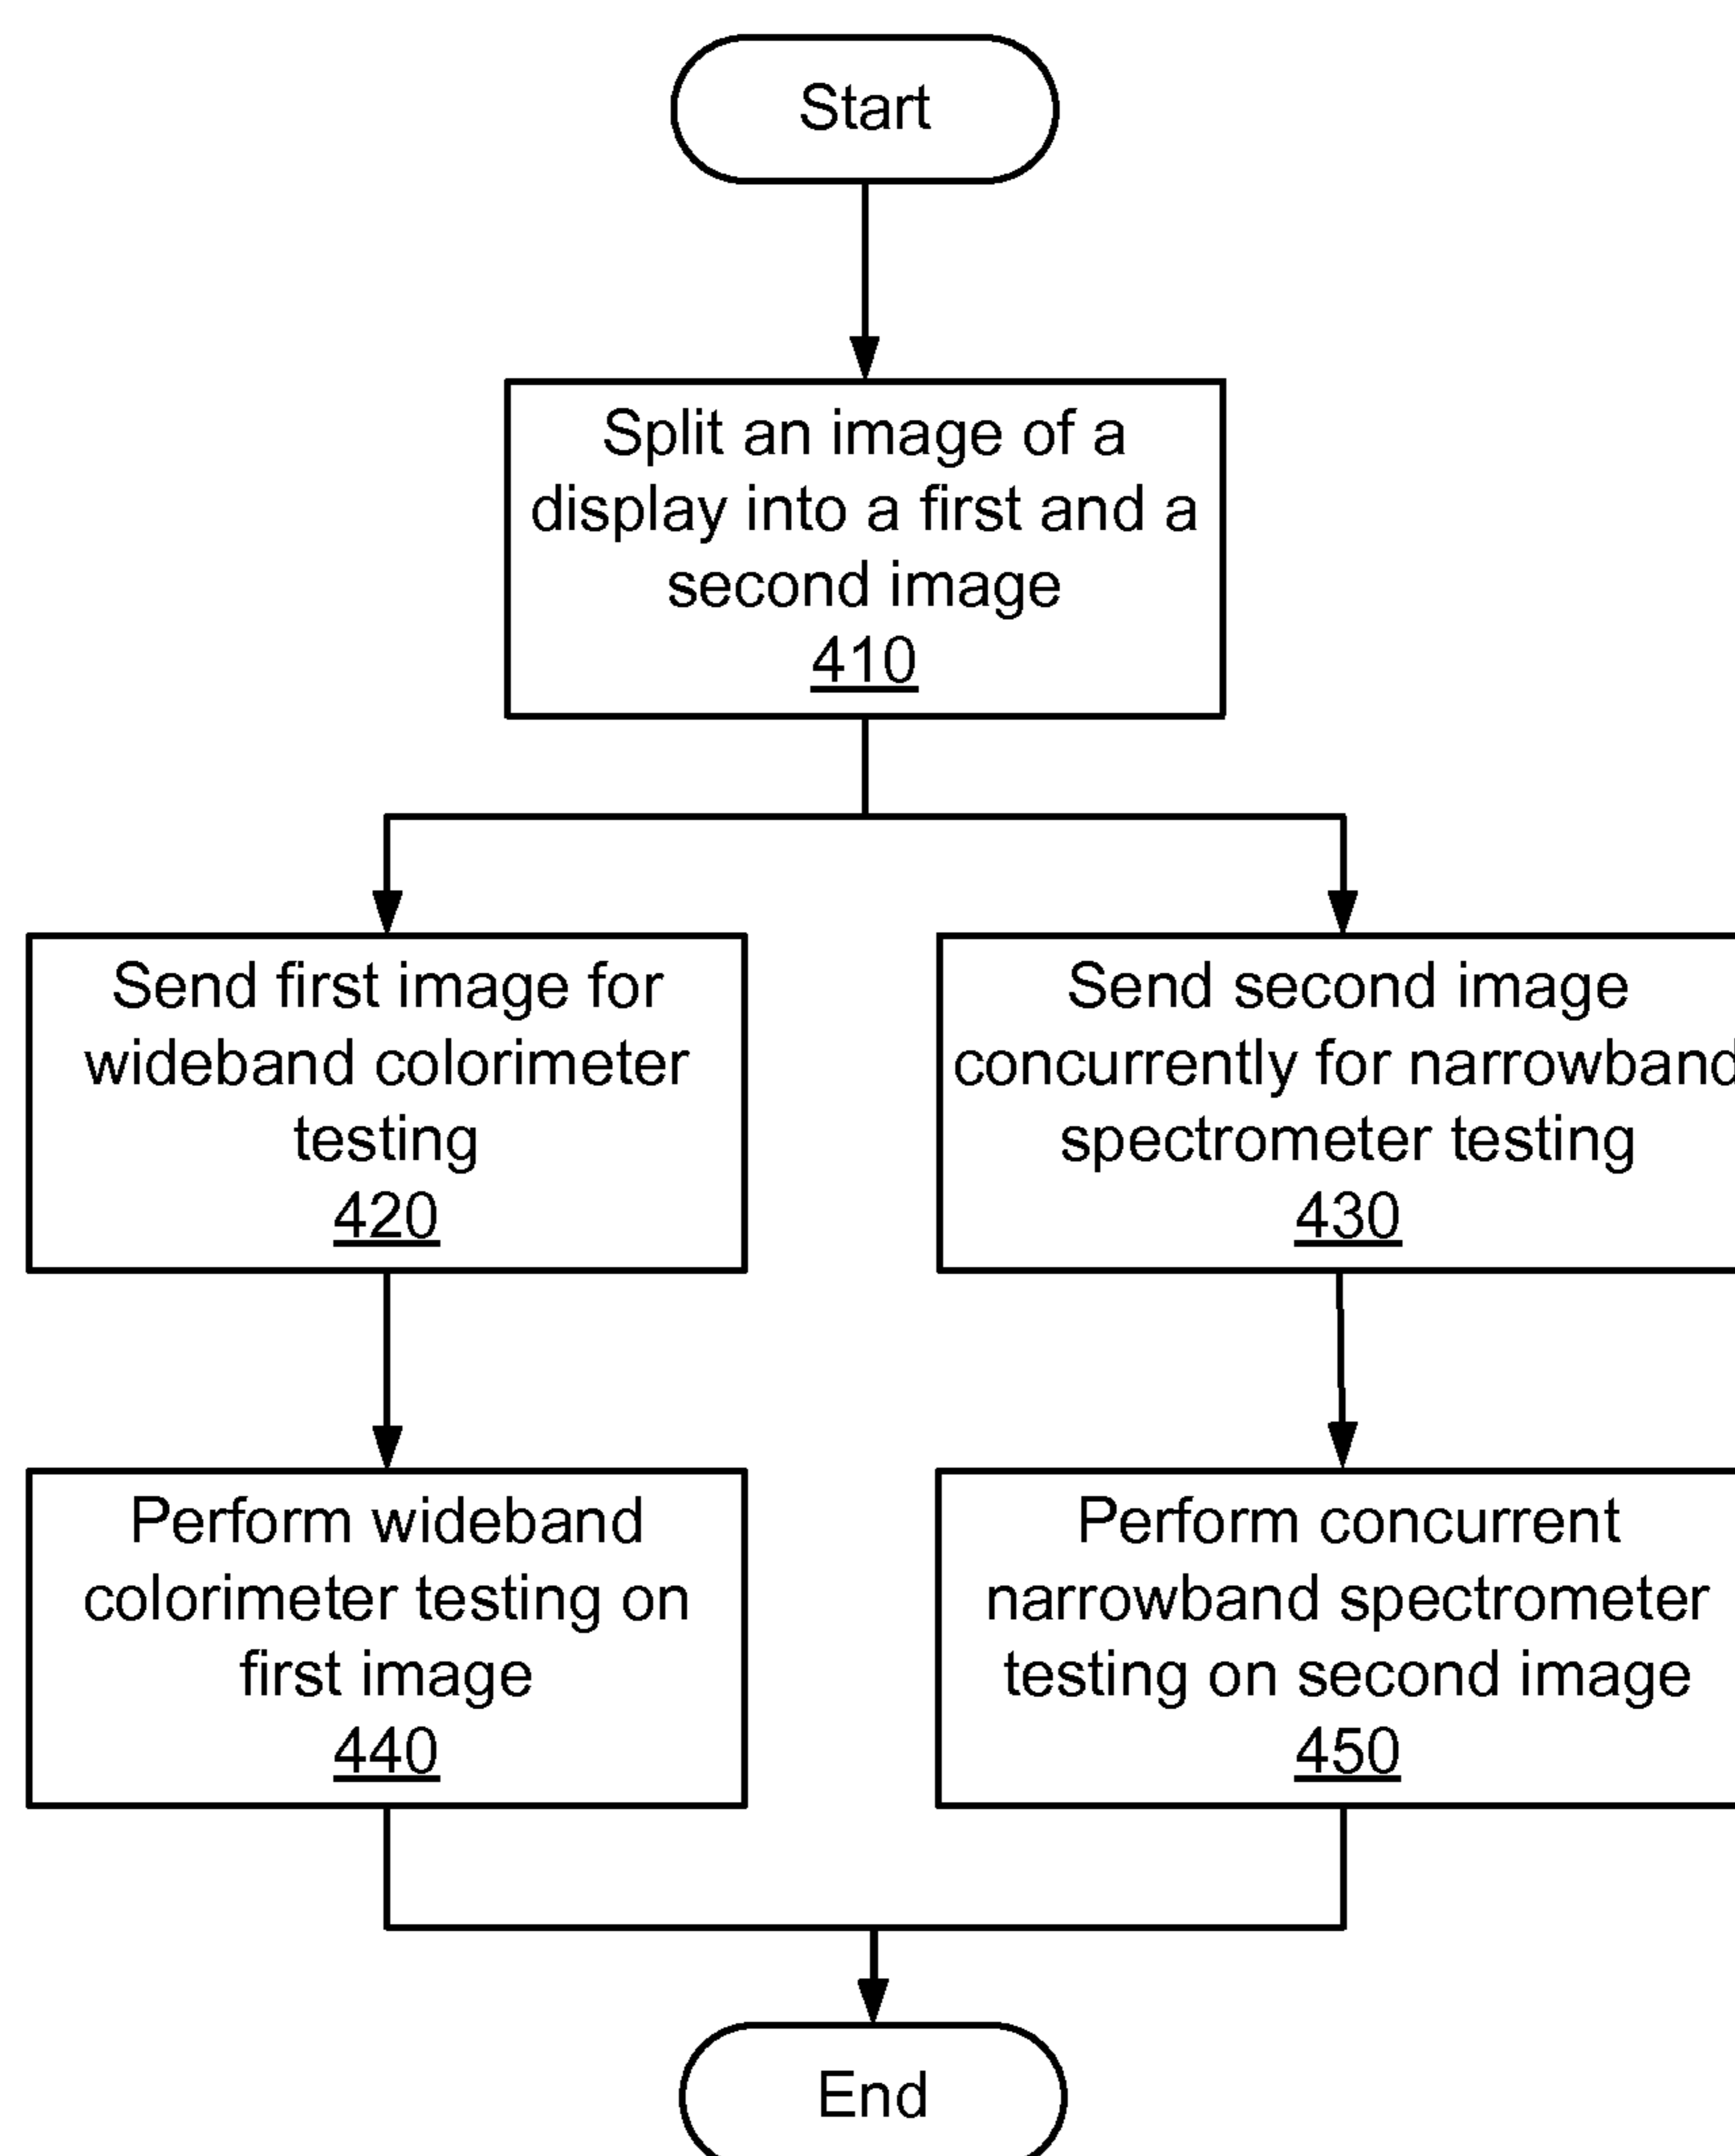 Start
Split an image of a
display into a first and a
second image
410
Send first image for
wideband colorimeter
testing
420
Send second image
concurrently for narrowband
spectrometer testing
430
Perform wideband
colorimeter testing on
first image
440
Perform concurrent
narrowband spectrometer
testing on second image
450
End